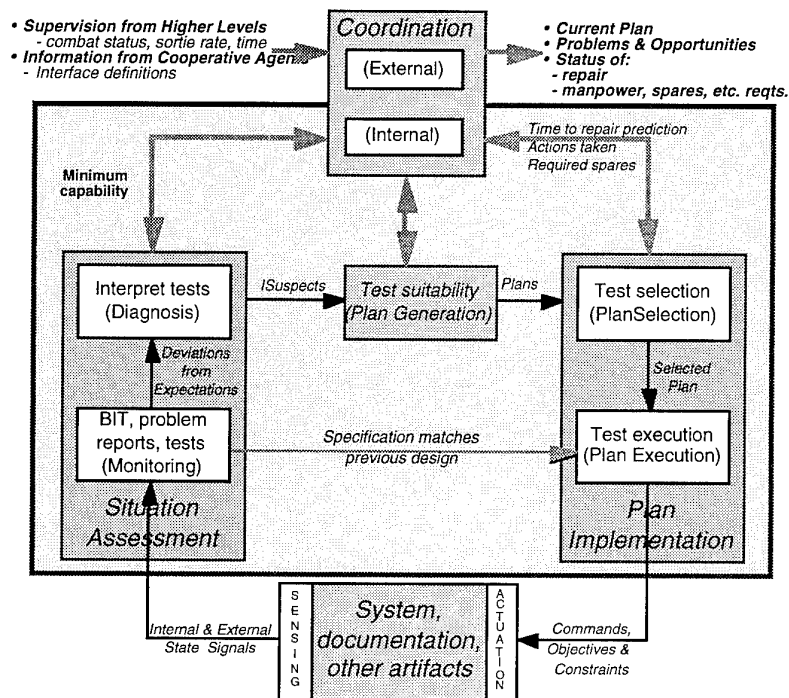 • Supervision from Higher Levels
- combat status, sortie rate, time
• Information from Cooperative Agen
- Interface definitions
Coordination
(External)
(Internal)
• Current Plan
• Problems & Opportunities
• Status of:
- repair
- manpower, spares, etc. reqts.
Time to repair prediction
Actions taken
Required spares
Minimum
capability
Interpret tests
(Diagnosis)
ISuspects
Test suitability
(Plan Generation)
Plans
Test selection
(PlanSelection)
Deviations
from
Expectations
Selected
Plan
BIT, problem
reports, tests
(Monitoring)
Specification matches
previous design
Test execution
(Plan Execution)
Situation
Assessment
Plan
Implementation
Internal & External
State Signals
SENSING
System,
documentation,
other artifacts
ACTUATION
Commands,
Objectives &
Constraints